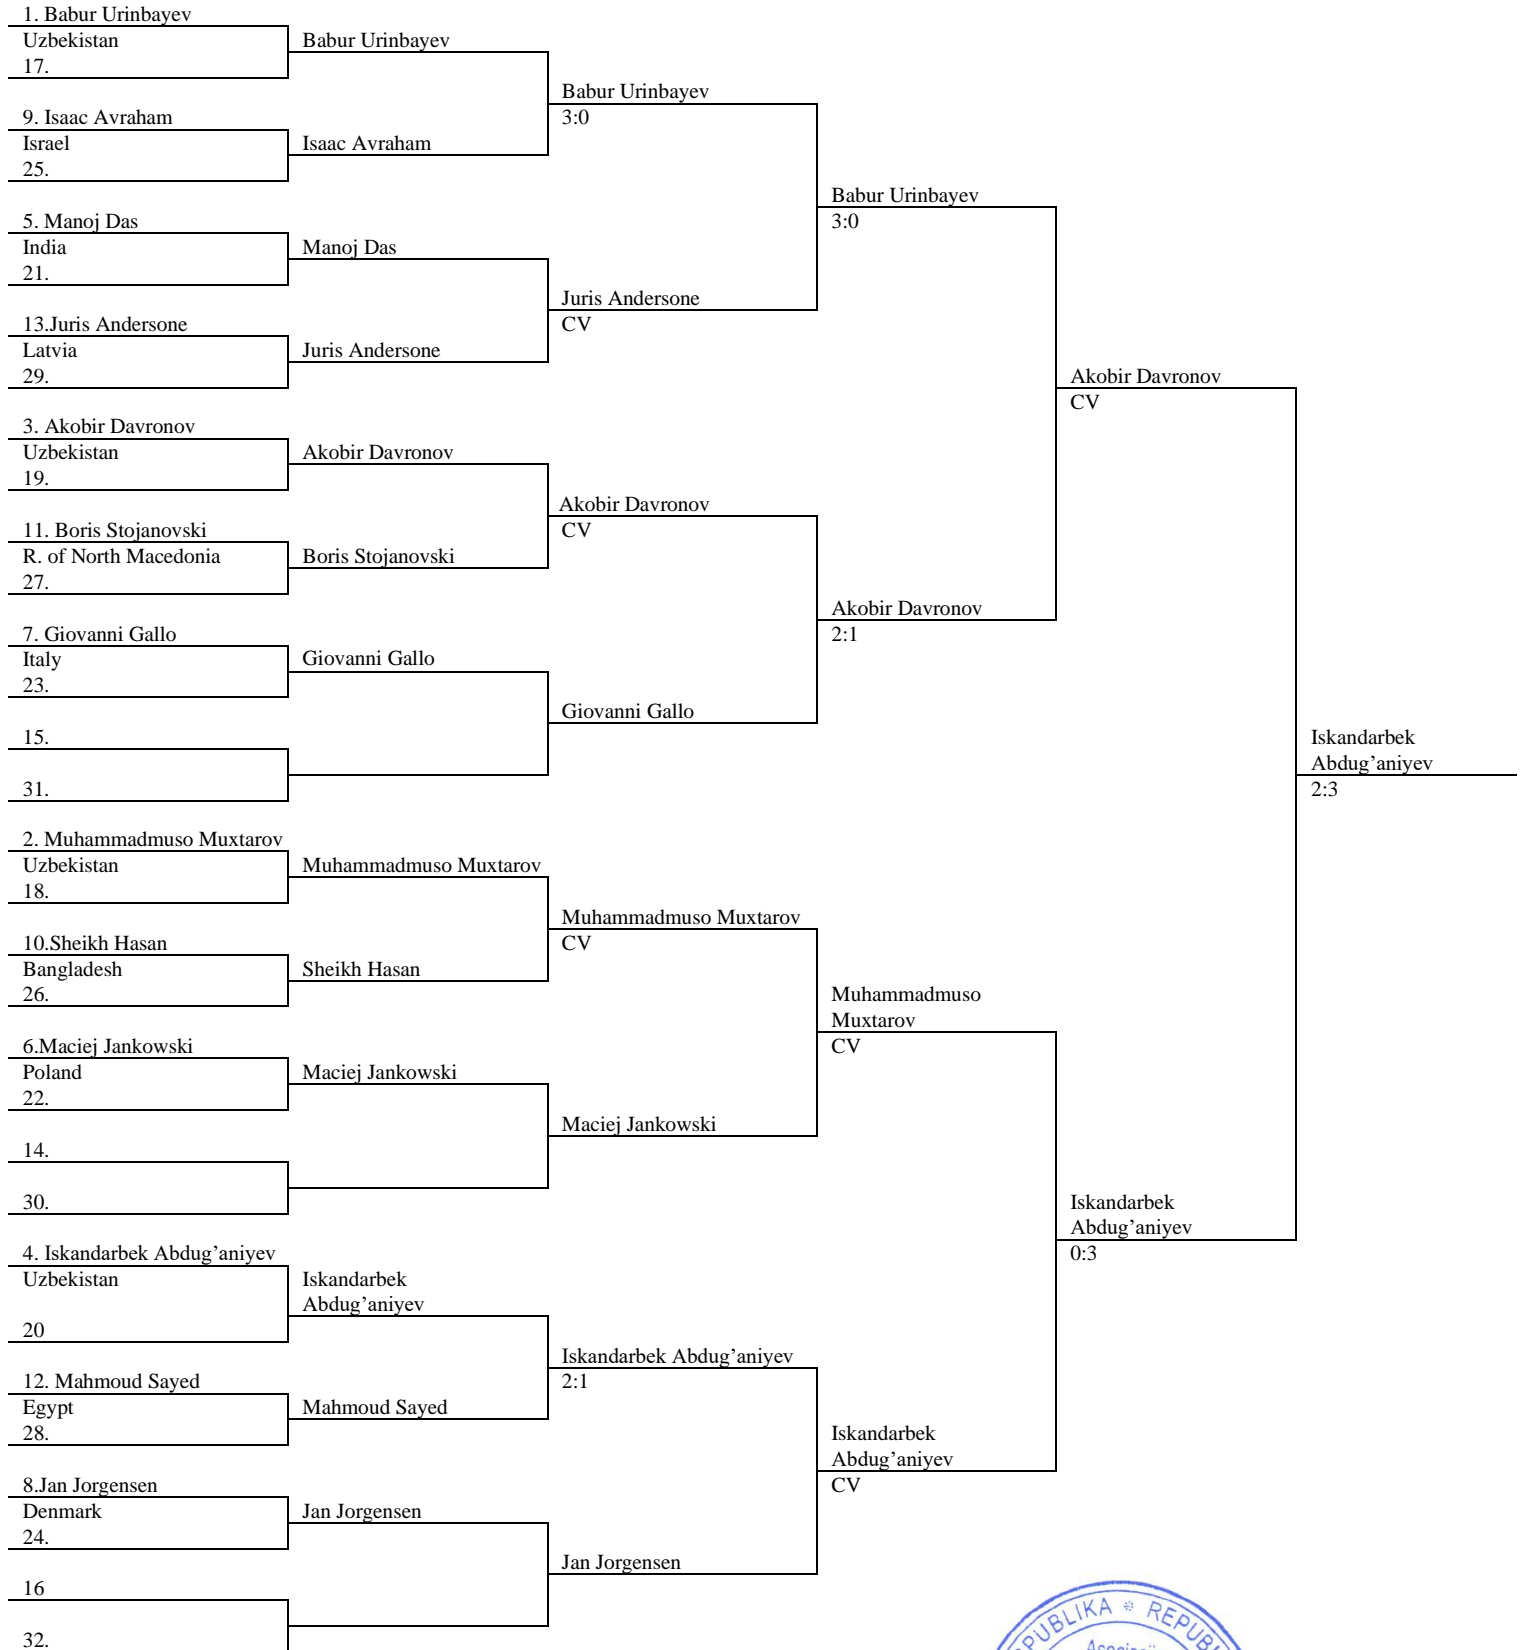 1. Babur Urinbayev
Uzbekistan
17.
9. Isaac Avraham
Israel
25.
5. Manoj Das
India
21.
13.Juris Andersone
Latvia
29.
3. Akobir Davronov
Uzbekistan
19.
11. Boris Stojanovski
R. of North Macedonia
27.
7. Giovanni Gallo
Italy
23.
15.
31.
2. Muhammadmuso Muxtarov
Uzbekistan
18.
10.Sheikh Hasan
Bangladesh
26.
6.Maciej Jankowski
Poland
22.
14.
30.
4. Iskandarbek Abdug’aniyev
Uzbekistan
20
12. Mahmoud Sayed
Egypt
28.
8.Jan Jorgensen
Denmark
24.
16
32.
Babur Urinbayev
Isaac Avraham
Manoj Das
Juris Andersone
Akobir Davronov
Boris Stojanovski
Giovanni Gallo
Muhammadmuso Muxtarov
Sheikh Hasan
Maciej Jankowski
Iskandarbek
Abdug’aniyev
Mahmoud Sayed
Jan Jorgensen
Babur Urinbayev
3:0
Juris Andersone
CV
Akobir Davronov
CV
Giovanni Gallo
Muhammadmuso Muxtarov
CV
Maciej Jankowski
Iskandarbek Abdug’aniyev
2:1
Jan Jorgensen
Babur Urinbayev
3:0
Akobir Davronov
2:1
Muhammadmuso
Muxtarov
CV
Iskandarbek
Abdug’aniyev
CV
Akobir Davronov
CV
Iskandarbek
Abdug’aniyev
0:3
Iskandarbek
Abdug’aniyev
2:3